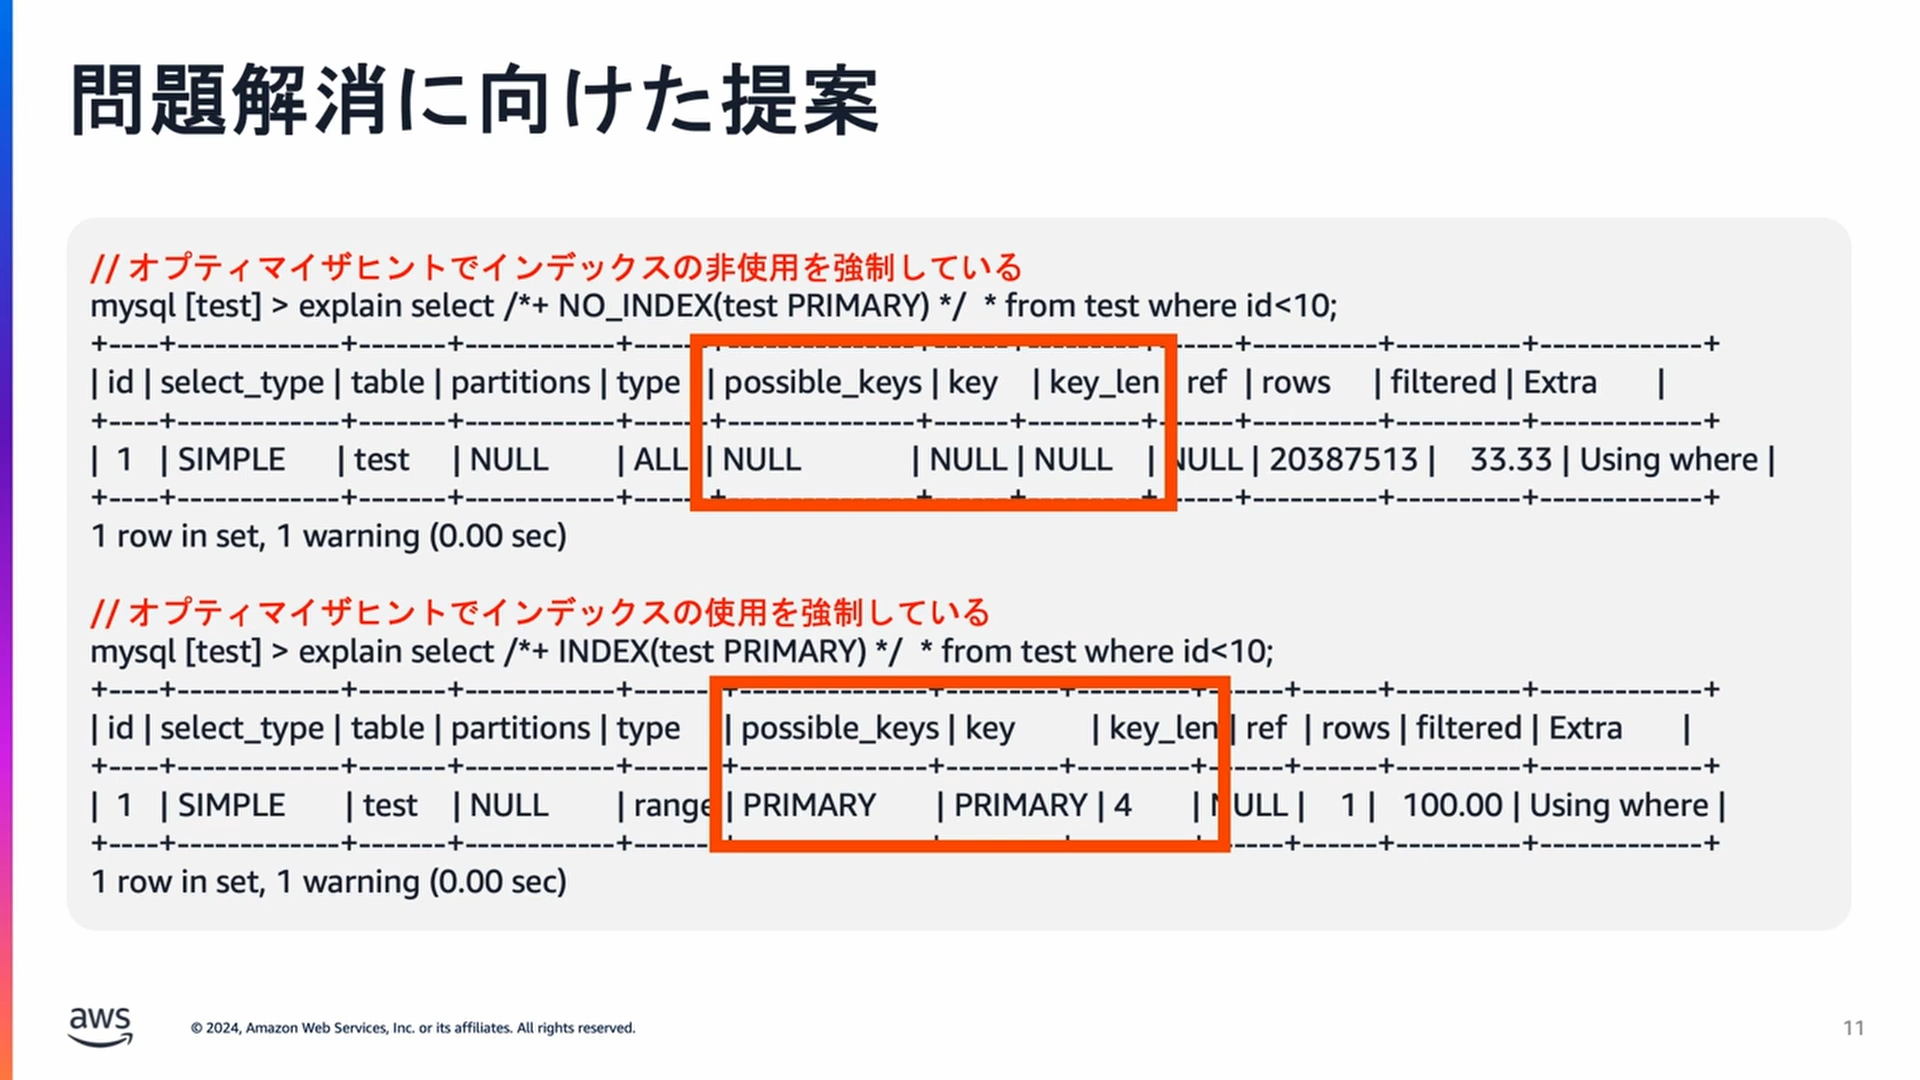 問題解消に向けた提案
// オプティマイザヒントでインデックスの非使用を強制している
mysql [test] > explain select /*+ NO_INDEX(test PRIMARY) */  * from test where id<10;
+----+-------------+-------+------------+------+---------------+------+---------+------+----------+----------+-------------+
| id | select_type | table | partitions | type | possible_keys | key | key_len ref | rows | filtered | Extra |
+----+-------------+-------+------------+------+---------------+------+---------+------+----------+----------+-------------+
| 1 | SIMPLE | test | NULL | ALL | NULL | NULL | NULL | NULL | 20387513 | 33.33 | Using where |
+----+-------------+-------+------------+------+---------------+------+---------+------+----------+----------+-------------+
1 row in set, 1 warning (0.00 sec)
// オプティマイザヒントでインデックスの使用を強制している
mysql [test] > explain select /*+ INDEX(test PRIMARY) */  * from test where id<10;
+----+-------------+-------+------------+-------+---------------+---------+---------+------+------+----------+-------------+
| id | select_type | table | partitions | type | possible_keys | key | key_len | ref | rows | filtered | Extra |
+----+-------------+-------+------------+-------+---------------+---------+---------+------+------+----------+-------------+
| 1 | SIMPLE | test | NULL | range | PRIMARY | PRIMARY | 4 | NULL | 1 | 100.00 | Using where |
+----+-------------+-------+------------+-------+---------------+---------+---------+------+------+----------+-------------+
1 row in set, 1 warning (0.00 sec)
aws
© 2024, Amazon Web Services, Inc. or its affiliates. All rights reserved.
11